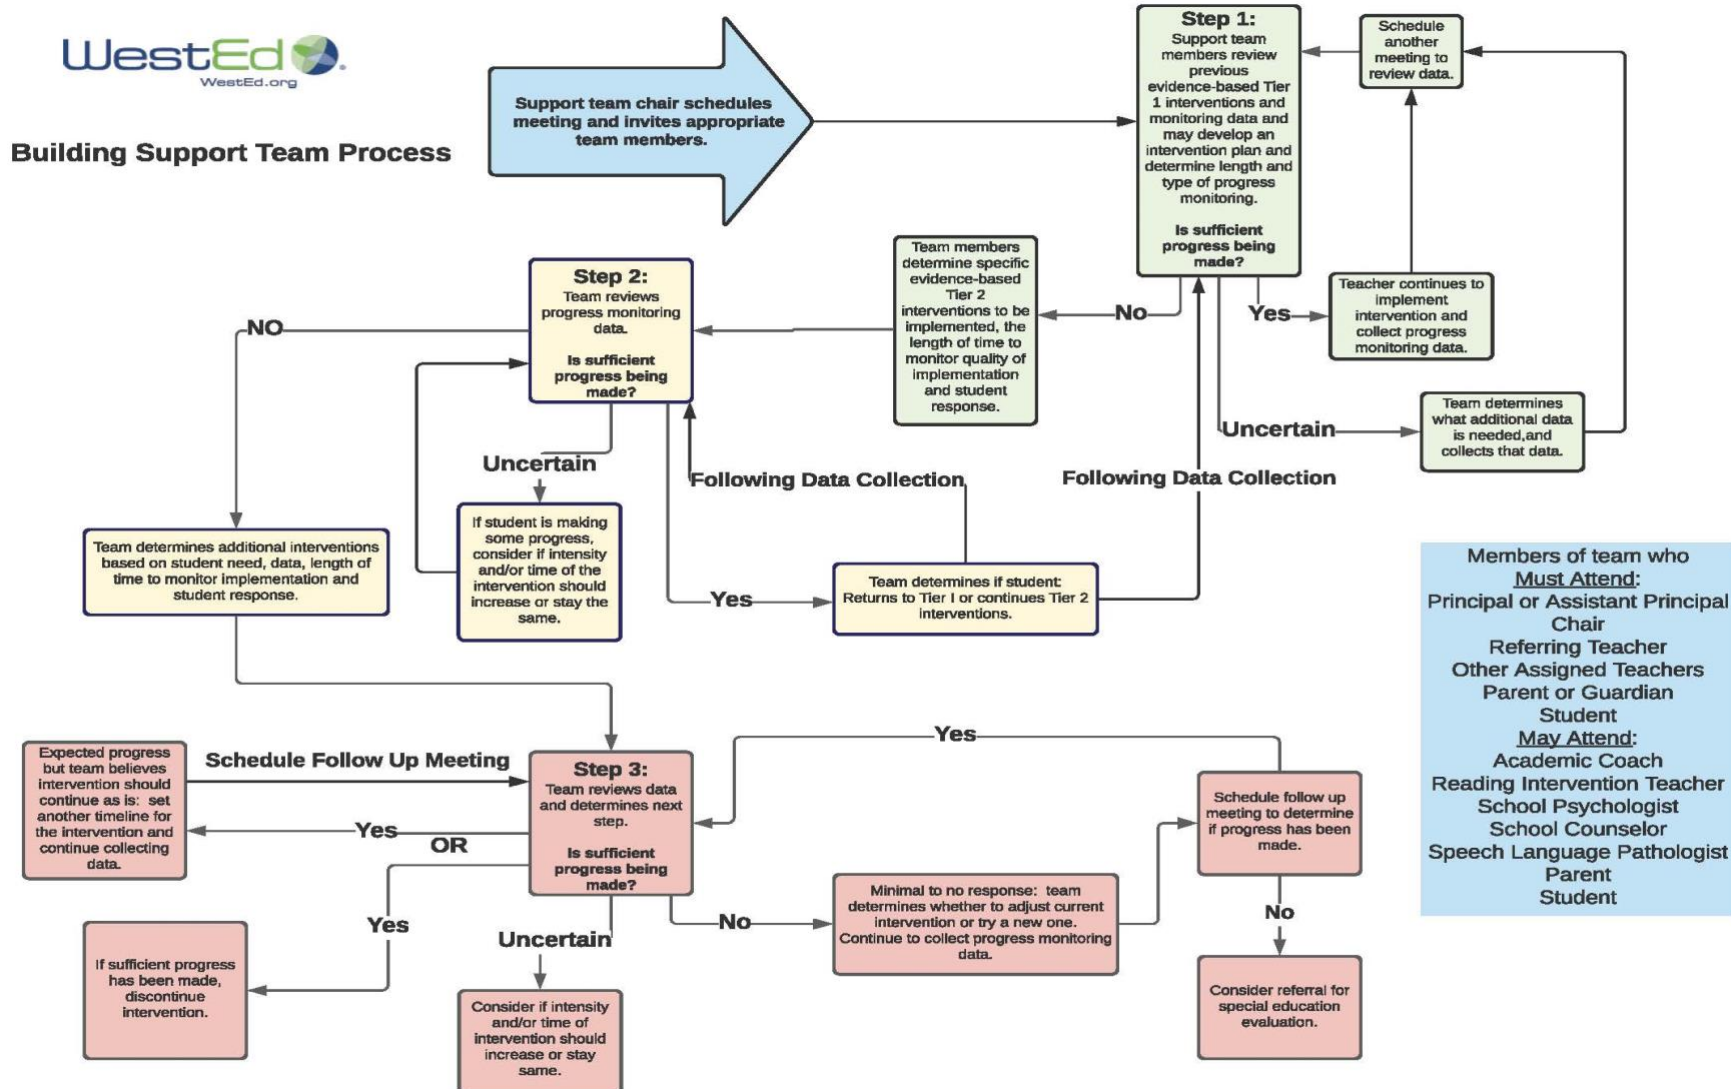 WestEd
WestEd.org
Building Support Team Process
Support team chair schedules
meeting and invites appropriate
team members.
Step 1:
Support team
members review
previous
evidence-based Tier
1 interventions and
monitoring data and
may develop an
intervention plan and
determine length and
type of progress
monitoring.
Is sufficient
progress being
made?
Schedule
another
meeting to
review data.
Yes
Teacher continues to
implement
intervention and
collect progress
monitoring data.
Uncertain
Team determines
what additional data
is needed,and
collects that data.
No
Team members
determine specific
evidence-based
Tier 2
interventions to be
implemented, the
length of time to
monitor quality of
implementation
and student
response.
Step 2:
Team reviews
progress monitoring
data.
Is sufficient
progress being
made?
NO
Team determines additional interventions
based on student need, data, length of
time to monitor implementation and
student response.
Uncertain
If student is making
some progress,
consider if intensity
and/or time of the
intervention should
increase or stay the
same.
Yes
Team determines if student:
Returns to Tier I or continues Tier 2
interventions.
Following Data Collection
Following Data Collection
Step 3:
Team reviews data
and determines next
step.
Is sufficient
progress being
made?
Schedule Follow Up Meeting
Expected progress
but team believes
intervention should
continue as is: set
another timeline for
the intervention and
continue collecting
data.
Yes
OR
Yes
If sufficient progress
has been made,
discontinue
intervention.
Uncertain
Consider if intensity
and/or time of
intervention should
increase or stay
same.
No
Minimal to no response: team
determines whether to adjust current
intervention or try a new one.
Continue to collect progress monitoring
data.
Yes
Schedule follow up
meeting to determine
if progress has been
made.
No
Consider referral for
special education
evaluation.
Members of team who
Must Attend:
Principal or Assistant Principal
Chair
Referring Teacher
Other Assigned Teachers
Parent or Guardian
Student
May Attend:
Academic Coach
Reading Intervention Teacher
School Psychologist
School Counselor
Speech Language Pathologist
Parent
Student